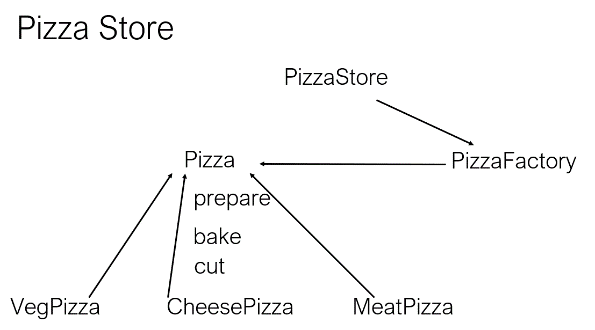 Pizza Store
PizzaStore
Pizza
PizzaFactory
prepare
bake
cut
VegPizza
CheesePizza
MeatPizza